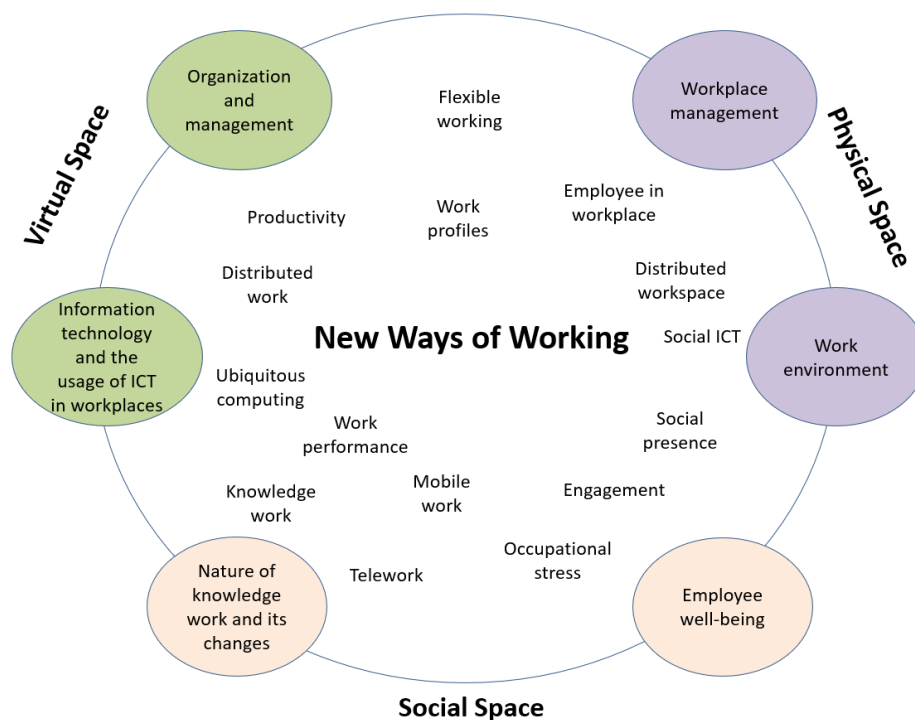 Organization
and
management
Flexible
working
Workplace
management
Virtual Space
Physical Space
Productivity
Work
profiles
Employee in
workplace
Distributed
work
Distributed
workspace
Information
technology
and the
usage of ICT
in workplaces
New Ways of Working
Social ICT
Work
environment
Ubiquitous
computing
Work
performance
Social
presence
Knowledge
work
Mobile
work
Engagement
Nature of
knowledge
work and its
changes
Telework
Occupational
stress
Employee
well-being
Social Space